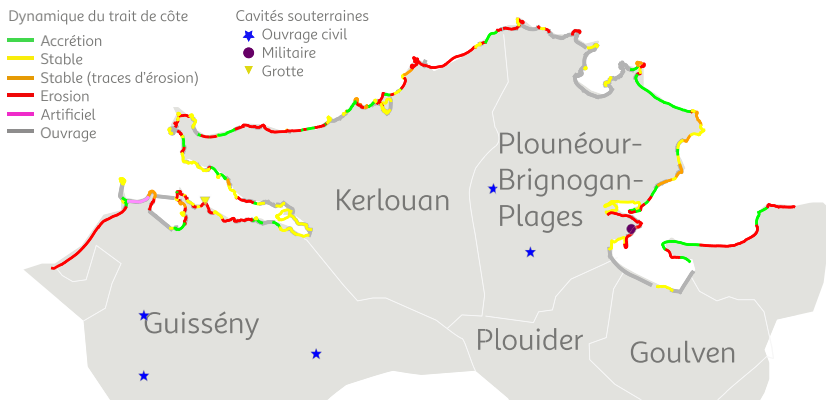 Dynamique du trait de côte
Accrétion
Stable
Stable (traces d'érosion)
Erosion
Artificiel
Ouvrage
Cavités souterraines
Ouvrage civil
Militaire
Grotte
Plounéour-
Brignogan-
Plages
Kerlouan
Guissény
Plouider
Goulven